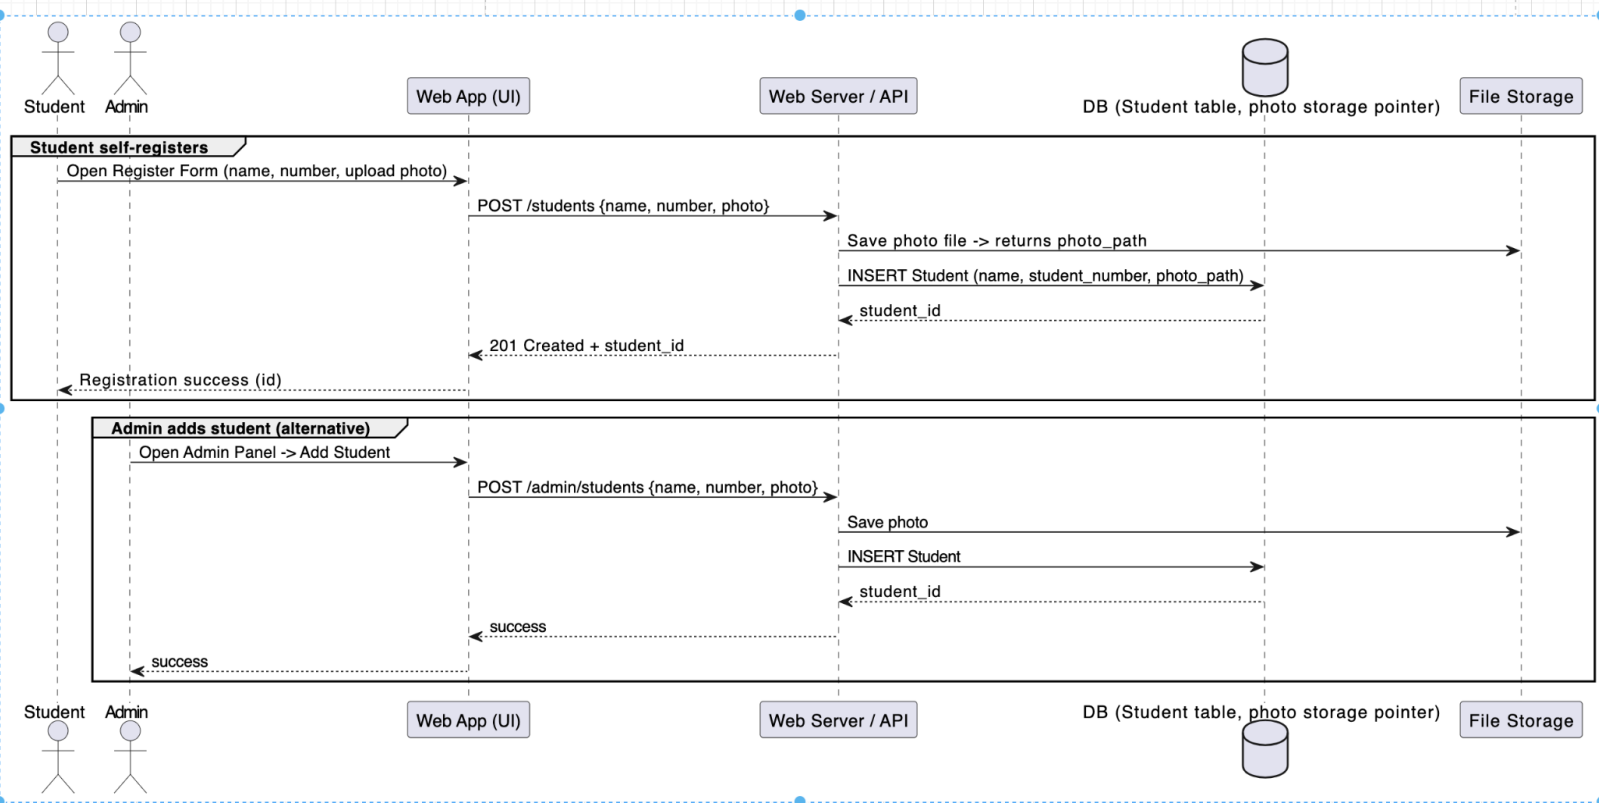 Student
Admin
Web App (UI)
Web Server / API
DB (Student table, photo storage pointer)
File Storage
Student self-registers
Open Register Form (name, number, upload photo)
POST /students {name, number, photo}
Save photo file -> returns photo_path
INSERT Student (name, student_number, photo_path)
student_id
201 Created + student_id
Registration success (id)
Admin adds student (alternative)
Open Admin Panel -> Add Student
POST /admin/students {name, number, photo}
Save photo
INSERT Student
student_id
success
success
Student
Admin
Web App (UI)
Web Server / API
DB (Student table, photo storage pointer)
File Storage